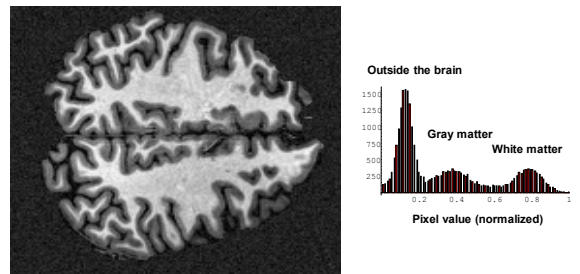 Outside the brain
1500
1250
1000
750
500
250
Gray matter
White matter
0.2 0.4 0.6 0.8 1
Pixel value (normalized)